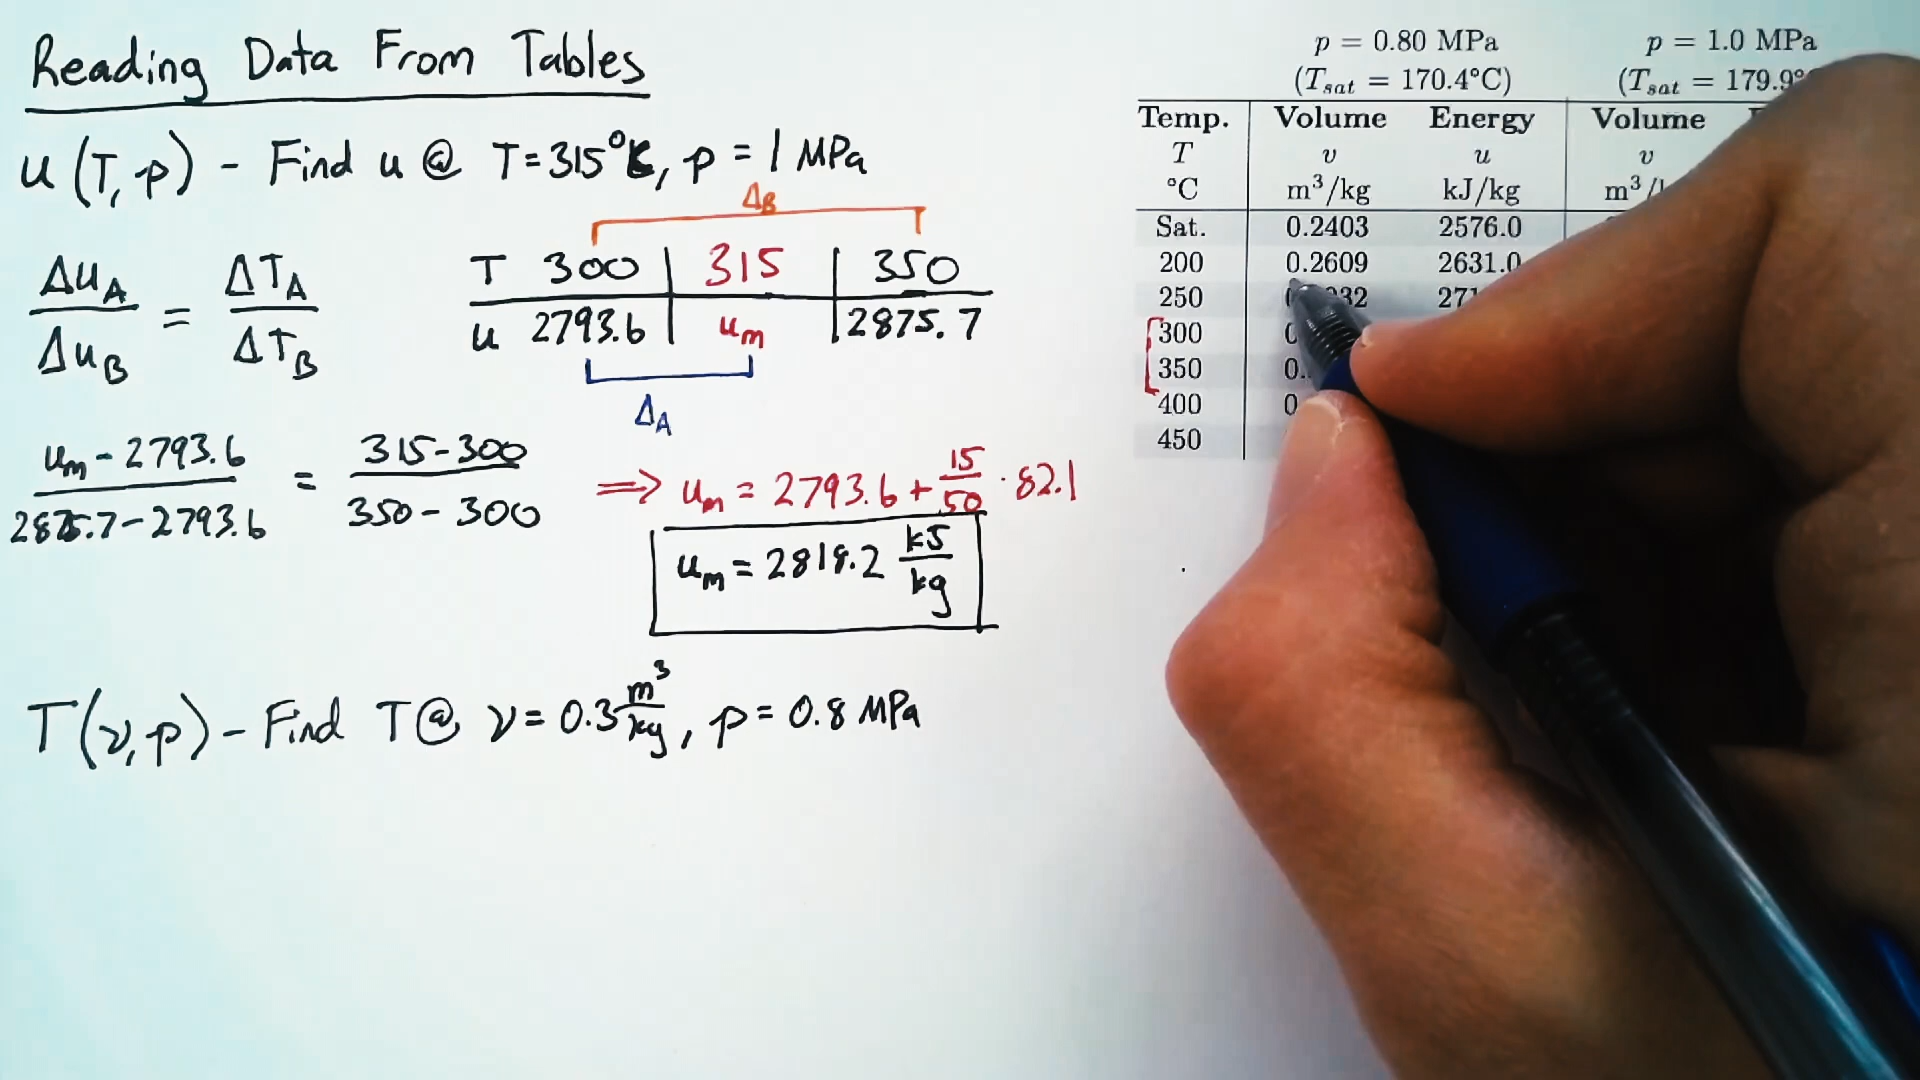 Reading Data From Tables
u (T, p) - Find u @ T = 315°C, p = 1 MPa
ΔB
T 300 315 350
u 2793.6 um 2875.7
ΔA
ΔuA / ΔuB = ΔTA / ΔTB
um - 2793.6 / 2875.7 - 2793.6 = 315 - 300 / 350 - 300 ⇒ um = 2793.6 + 15/50 · 82.1
um = 2818.2 kJ/kg
T(v, p) - Find T @ v = 0.3 m³/kg, p = 0.8 MPa
p = 0.80 MPa p = 1.0 MPa
(Tsat = 170.4°C) (Tsat = 179.9°
Temp. Volume Energy Volume
T v u v
°C m³/kg kJ/kg m³/
Sat. 0.2403 2576.0
200 0.2609 2631.0
250
300
350
400
450